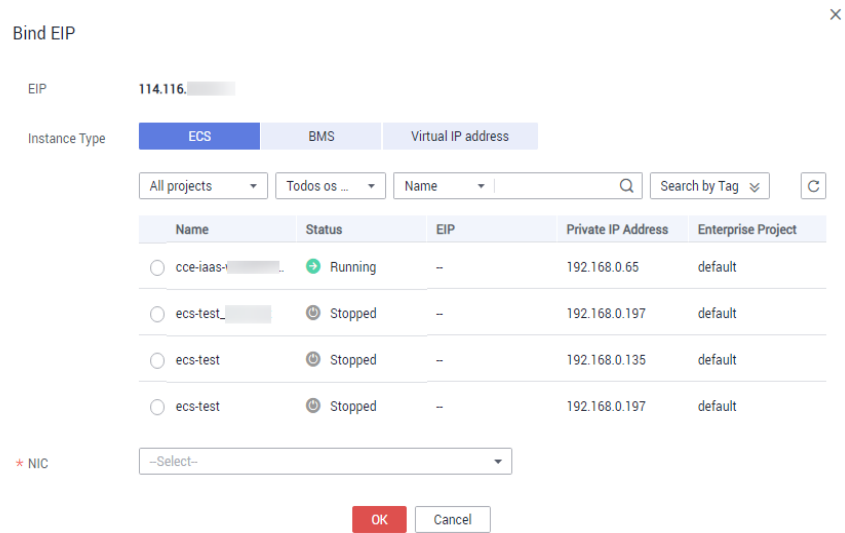 Bind EIP
EIP 114.116.
Instance Type ECS BMS Virtual IP address
All projects Todos os ... Name Search by Tag
Name Status EIP Private IP Address Enterprise Project
cce-iaas- .. Running -- 192.168.0.65 default
ecs-test_ Stopped -- 192.168.0.197 default
ecs-test Stopped -- 192.168.0.135 default
ecs-test Stopped -- 192.168.0.197 default
* NIC --Select--
OK Cancel